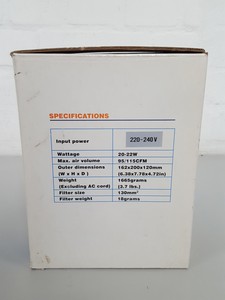 SPECIFICATIONS
Input power 220-240V
Wattage 20-22W
Max. air volume 95/115CFM
Outer dimensions 162x200x120mm
(W x H x D) (6.38x7.78x4.72in)
Weight 1665grams
(Excluding AC cord) (3.7 lbs.)
Filter size 130mm²
Filter weight 18grams